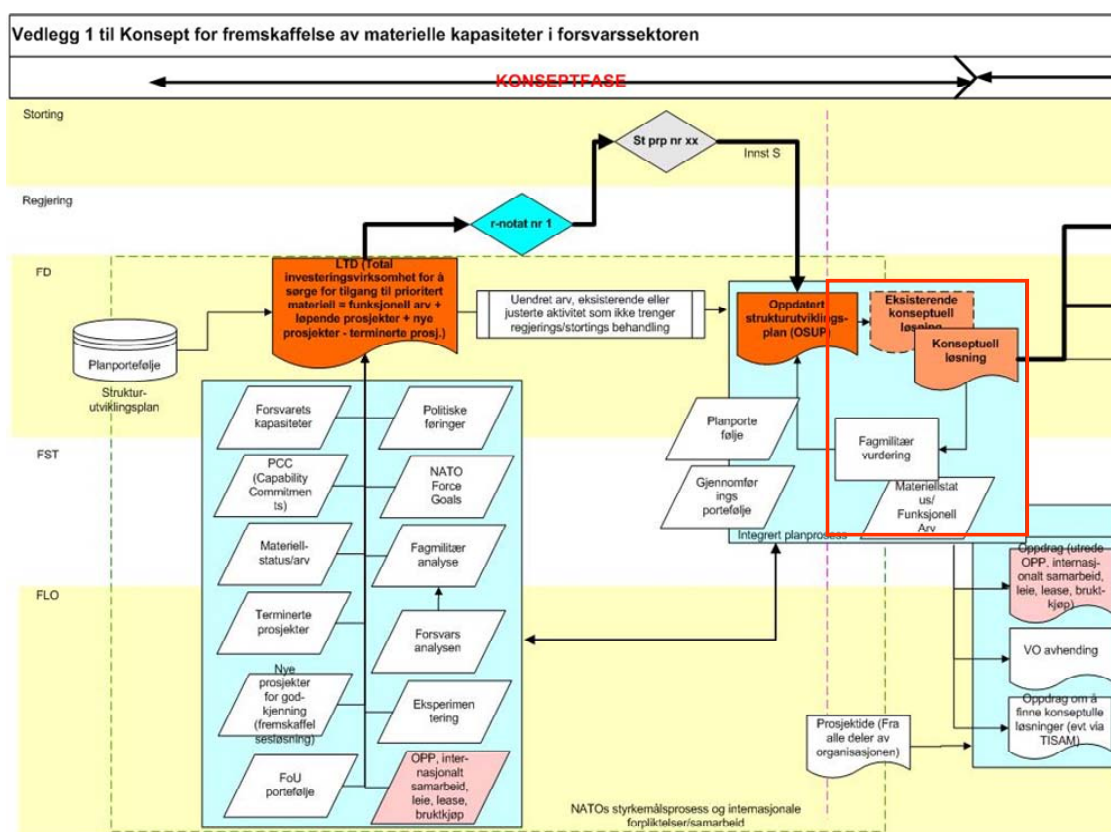 Vedlegg 1 til Konsept for fremskaffelse av materielle kapasiteter i forsvarssektoren
KONSEPTFASE
Storting
St prp nr xx
Innst S
Regjering
r-notat nr 1
FD
LTD (Total
investeringsvirksomhet for å
sørge for tilgang til prioritert
materiell = funksjonell arv +
løpende prosjekter + nye
prosjekter - terminerte prosj.)
Uendret arv, eksisterende eller
justerte aktivitet som ikke trenger
regjerings/stortings behandling
Oppdatert
strukturutviklings-
plan (OSUP)
Eksisterende
konseptuell
løsning
Konseptuell
løsning
Planportefølje
Struktur-
utviklingsplan
Forsvarets
kapasiteter
Politiske
føringer
Planporte
følje
Fagmilitær
vurdering
FST
PCC
(Capability
Commitme
nts)
NATO
Force
Goals
Gjennomfør
ings
portefølje
Materiellstat
us/
Funksjonell
Arv
Integrert planprosess
Materiell-
status/arv
Fagmilitær
analyse
Oppdrag (utrede
OPP, internasj-
onalt samarbeid,
leie, lease, brukt-
kjøp)
FLO
Terminerte
prosjekter
Forsvars
analysen
VO avhending
Nye
prosjekter
for god-
kjenning
(fremskaffel
sesløsning)
Eksperimen
tering
Oppdrag om å
finne konseptulle
løsninger (evt via
TISAM)
Prosjektide (Fra
alle deler av
organisasjonen)
FoU
portefølje
OPP, inter-
nasjonalt
samarbeid,
leie, lease,
bruktkjøp
NATOs styrkemålsprosess og internasjonale
forpliktelser/samarbeid